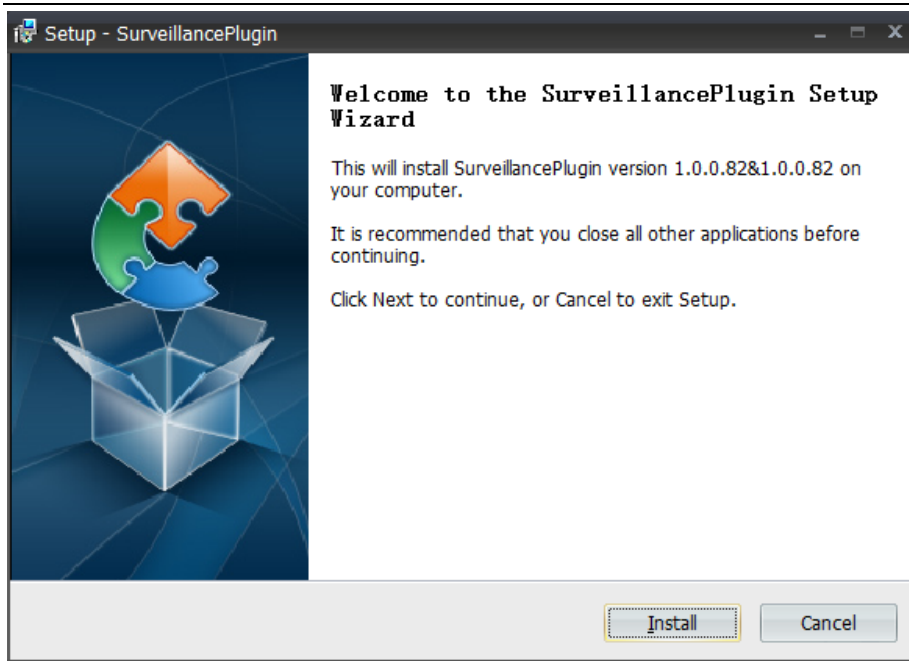 Setup - SurveillancePlugin
Welcome to the SurveillancePlugin Setup
Wizard
This will install SurveillancePlugin version 1.0.0.82&1.0.0.82 on
your computer.
It is recommended that you close all other applications before
continuing.
Click Next to continue, or Cancel to exit Setup.
Install
Cancel